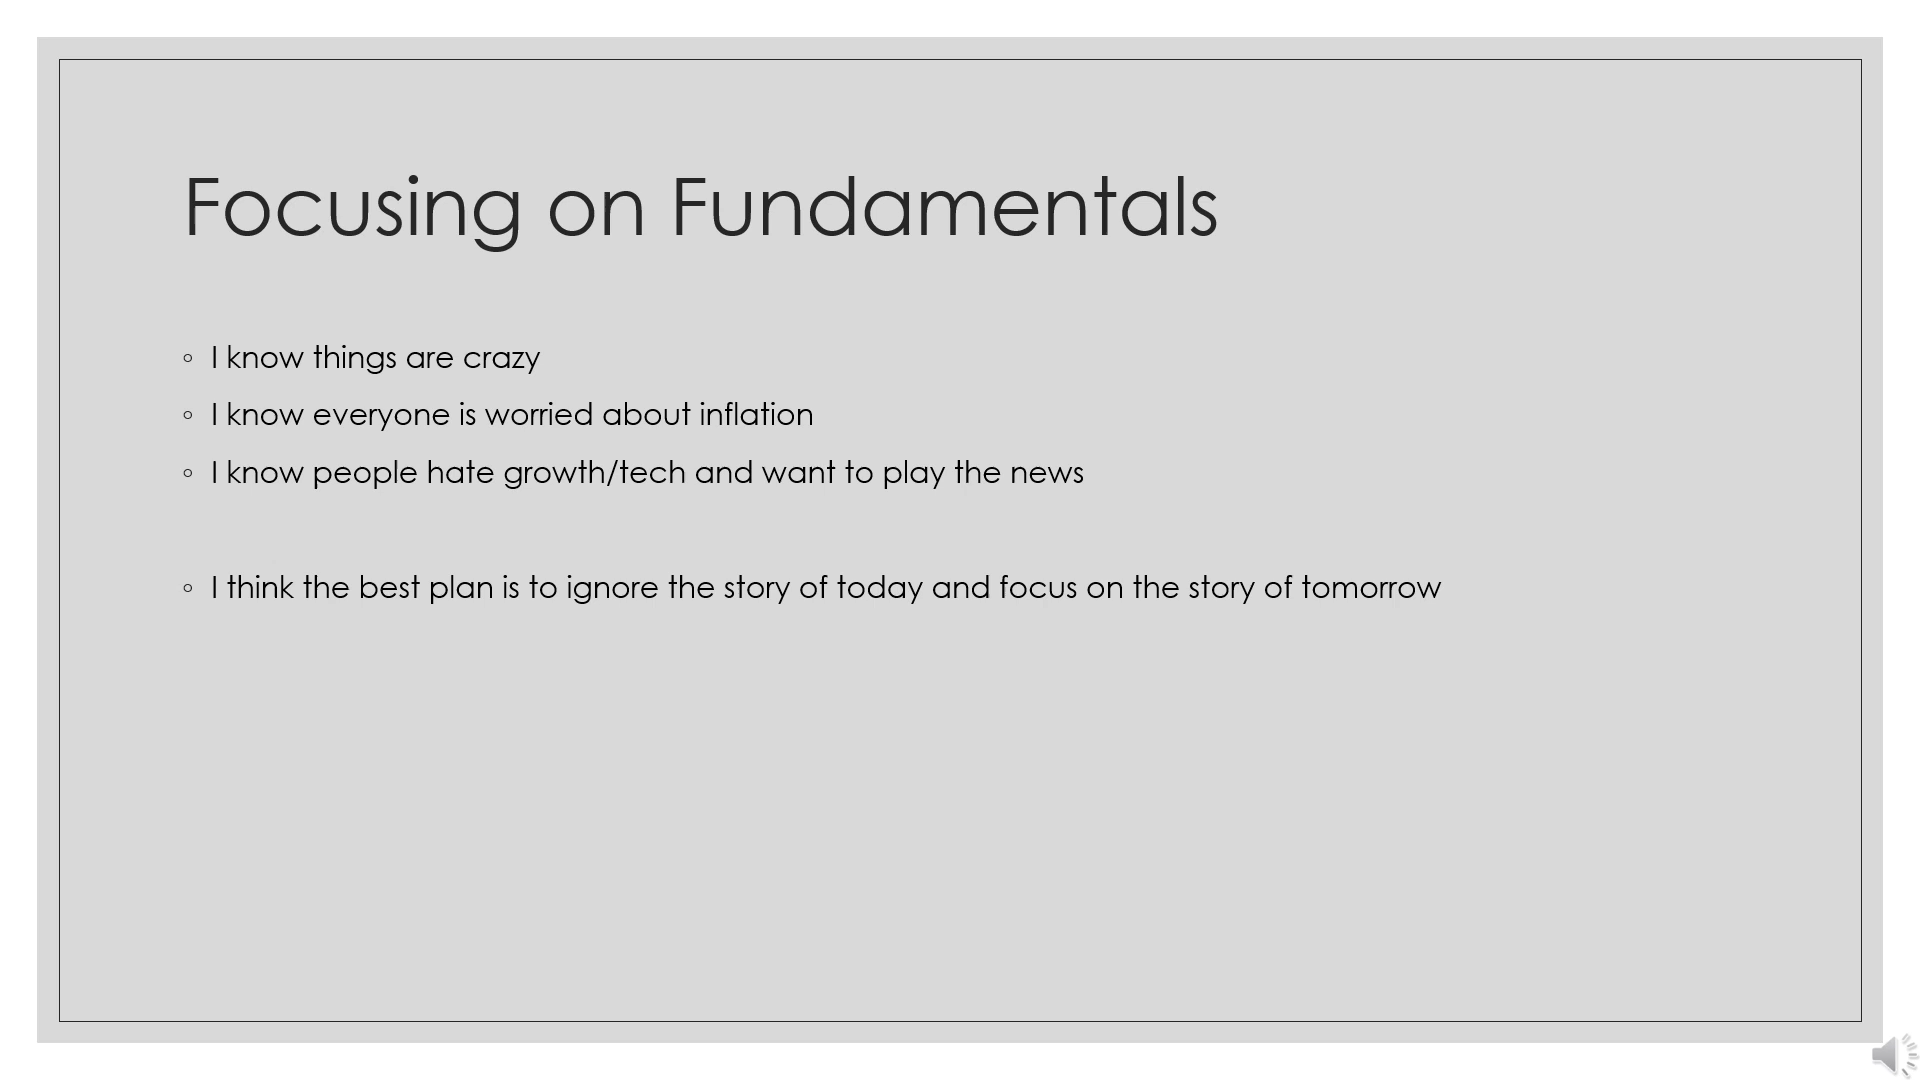 Focusing on Fundamentals
◦ I know things are crazy
◦ I know everyone is worried about inflation
◦ I know people hate growth/tech and want to play the news
◦ I think the best plan is to ignore the story of today and focus on the story of tomorrow